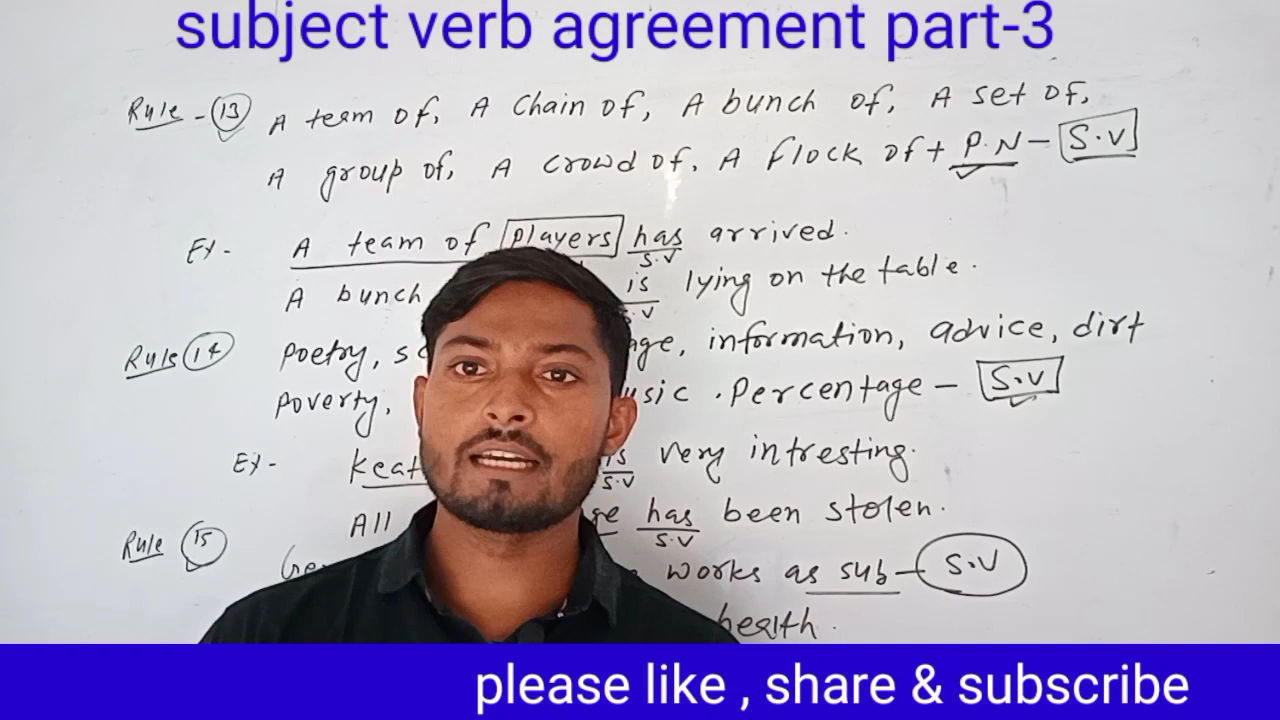 subject verb agreement part-3
Rule - 13 A team of, A Chain of, A bunch of, A set of,
A group of, A crowd of, A flock of + P.N - S.V
Ex - A team of players has arrived.
S.V
A bunch is lying on the table.
S.V
Rule 14 Poetry, information, advice, dirt
Poverty, Percentage - S.V
Ex - is very intresting.
S.V
All has been stolen.
S.V
Rule 15 works as sub - S.V
health.
please like , share & subscribe